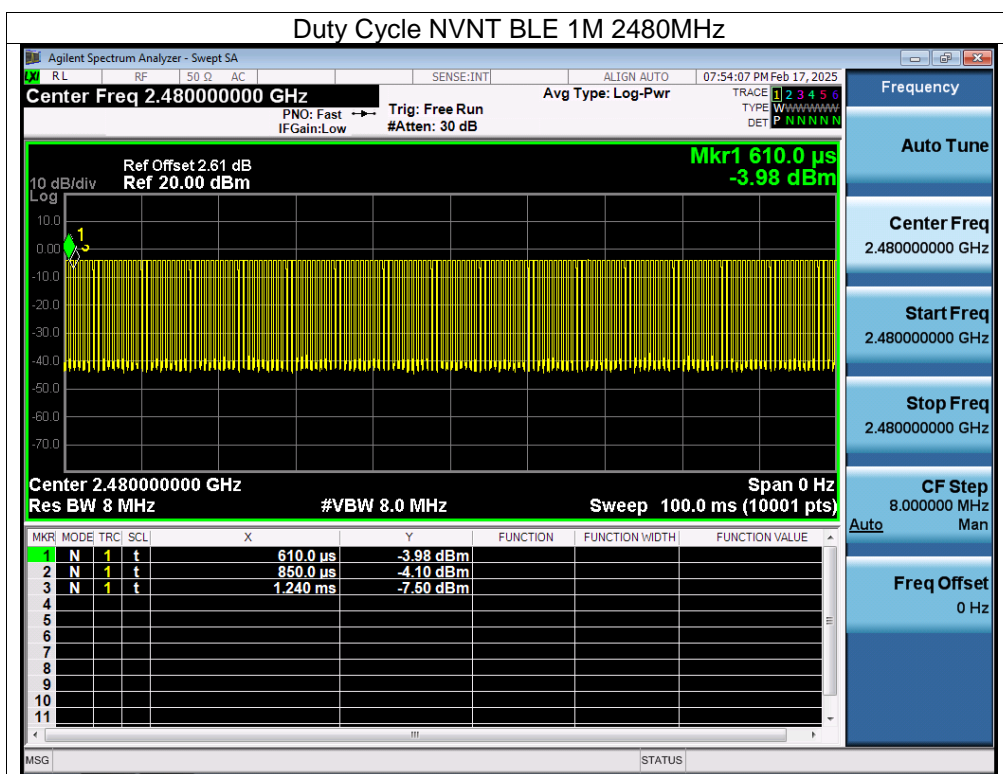 Duty Cycle NVNT BLE 1M 2480MHz
Agilent Spectrum Analyzer - Swept SA
LXI RL RF 50 Ω AC SENSE:INT ALIGN AUTO 07:54:07 PM Feb 17, 2025
Center Freq 2.480000000 GHz
PNO: Fast
IFGain:Low
Trig: Free Run
#Atten: 30 dB
Avg Type: Log-Pwr
TRACE 1 2 3 4 5 6
TYPE WWWWWW
DET P N N N N N
Mkr1 610.0 µs
-3.98 dBm
Ref Offset 2.61 dB
10 dB/div Ref 20.00 dBm
Log
10.0
0.00
-10.0
-20.0
-30.0
-40.0
-50.0
-60.0
-70.0
1
3
Center 2.480000000 GHz Span 0 Hz
Res BW 8 MHz #VBW 8.0 MHz Sweep 100.0 ms (10001 pts)
MKR MODE TRC SCL X Y FUNCTION FUNCTION WIDTH FUNCTION VALUE
1 N 1 t 610.0 µs -3.98 dBm
2 N 1 t 850.0 µs -4.10 dBm
3 N 1 t 1.240 ms -7.50 dBm
4
5
6
7
8
9
10
11
MSG STATUS
Frequency
Auto Tune
Center Freq
2.480000000 GHz
Start Freq
2.480000000 GHz
Stop Freq
2.480000000 GHz
CF Step
8.000000 MHz
Auto Man
Freq Offset
0 Hz